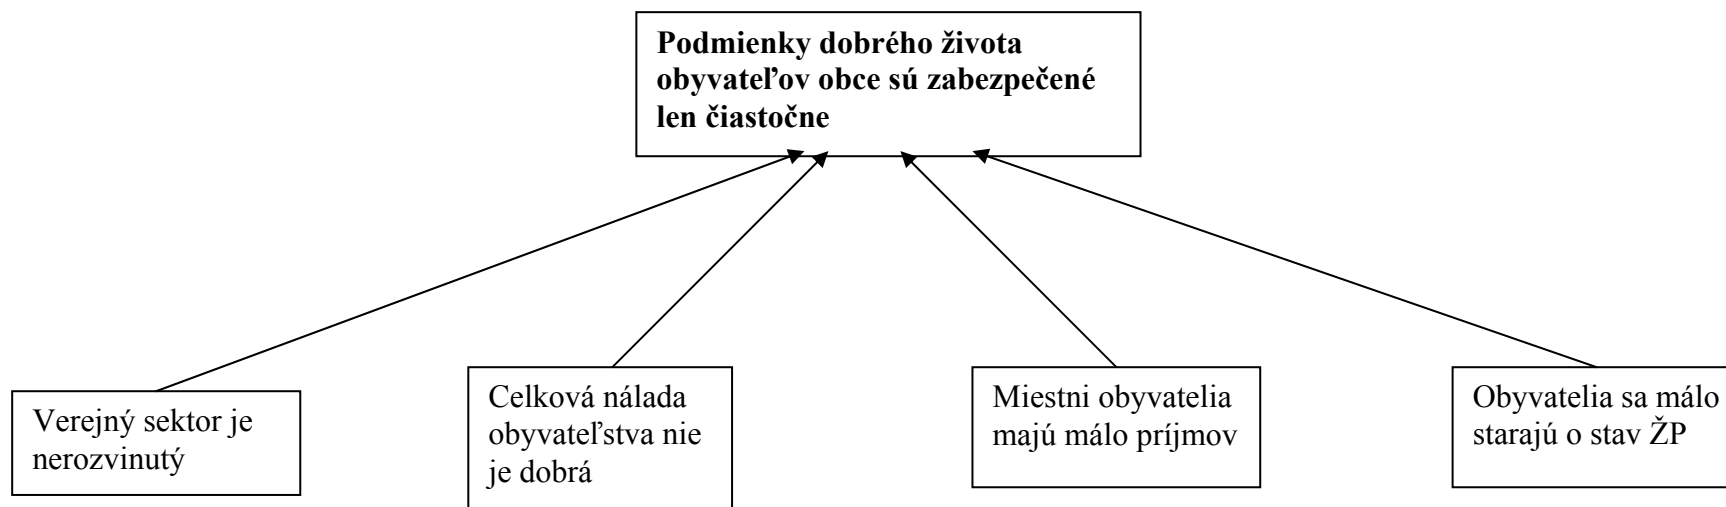 Podmienky dobrého života
obyvateľov obce sú zabezpečené
len čiastočne
Verejný sektor je
nerozvinutý
Celková nálada
obyvateľstva nie
je dobrá
Miestni obyvatelia
majú málo príjmov
Obyvatelia sa málo
starajú o stav ŽP